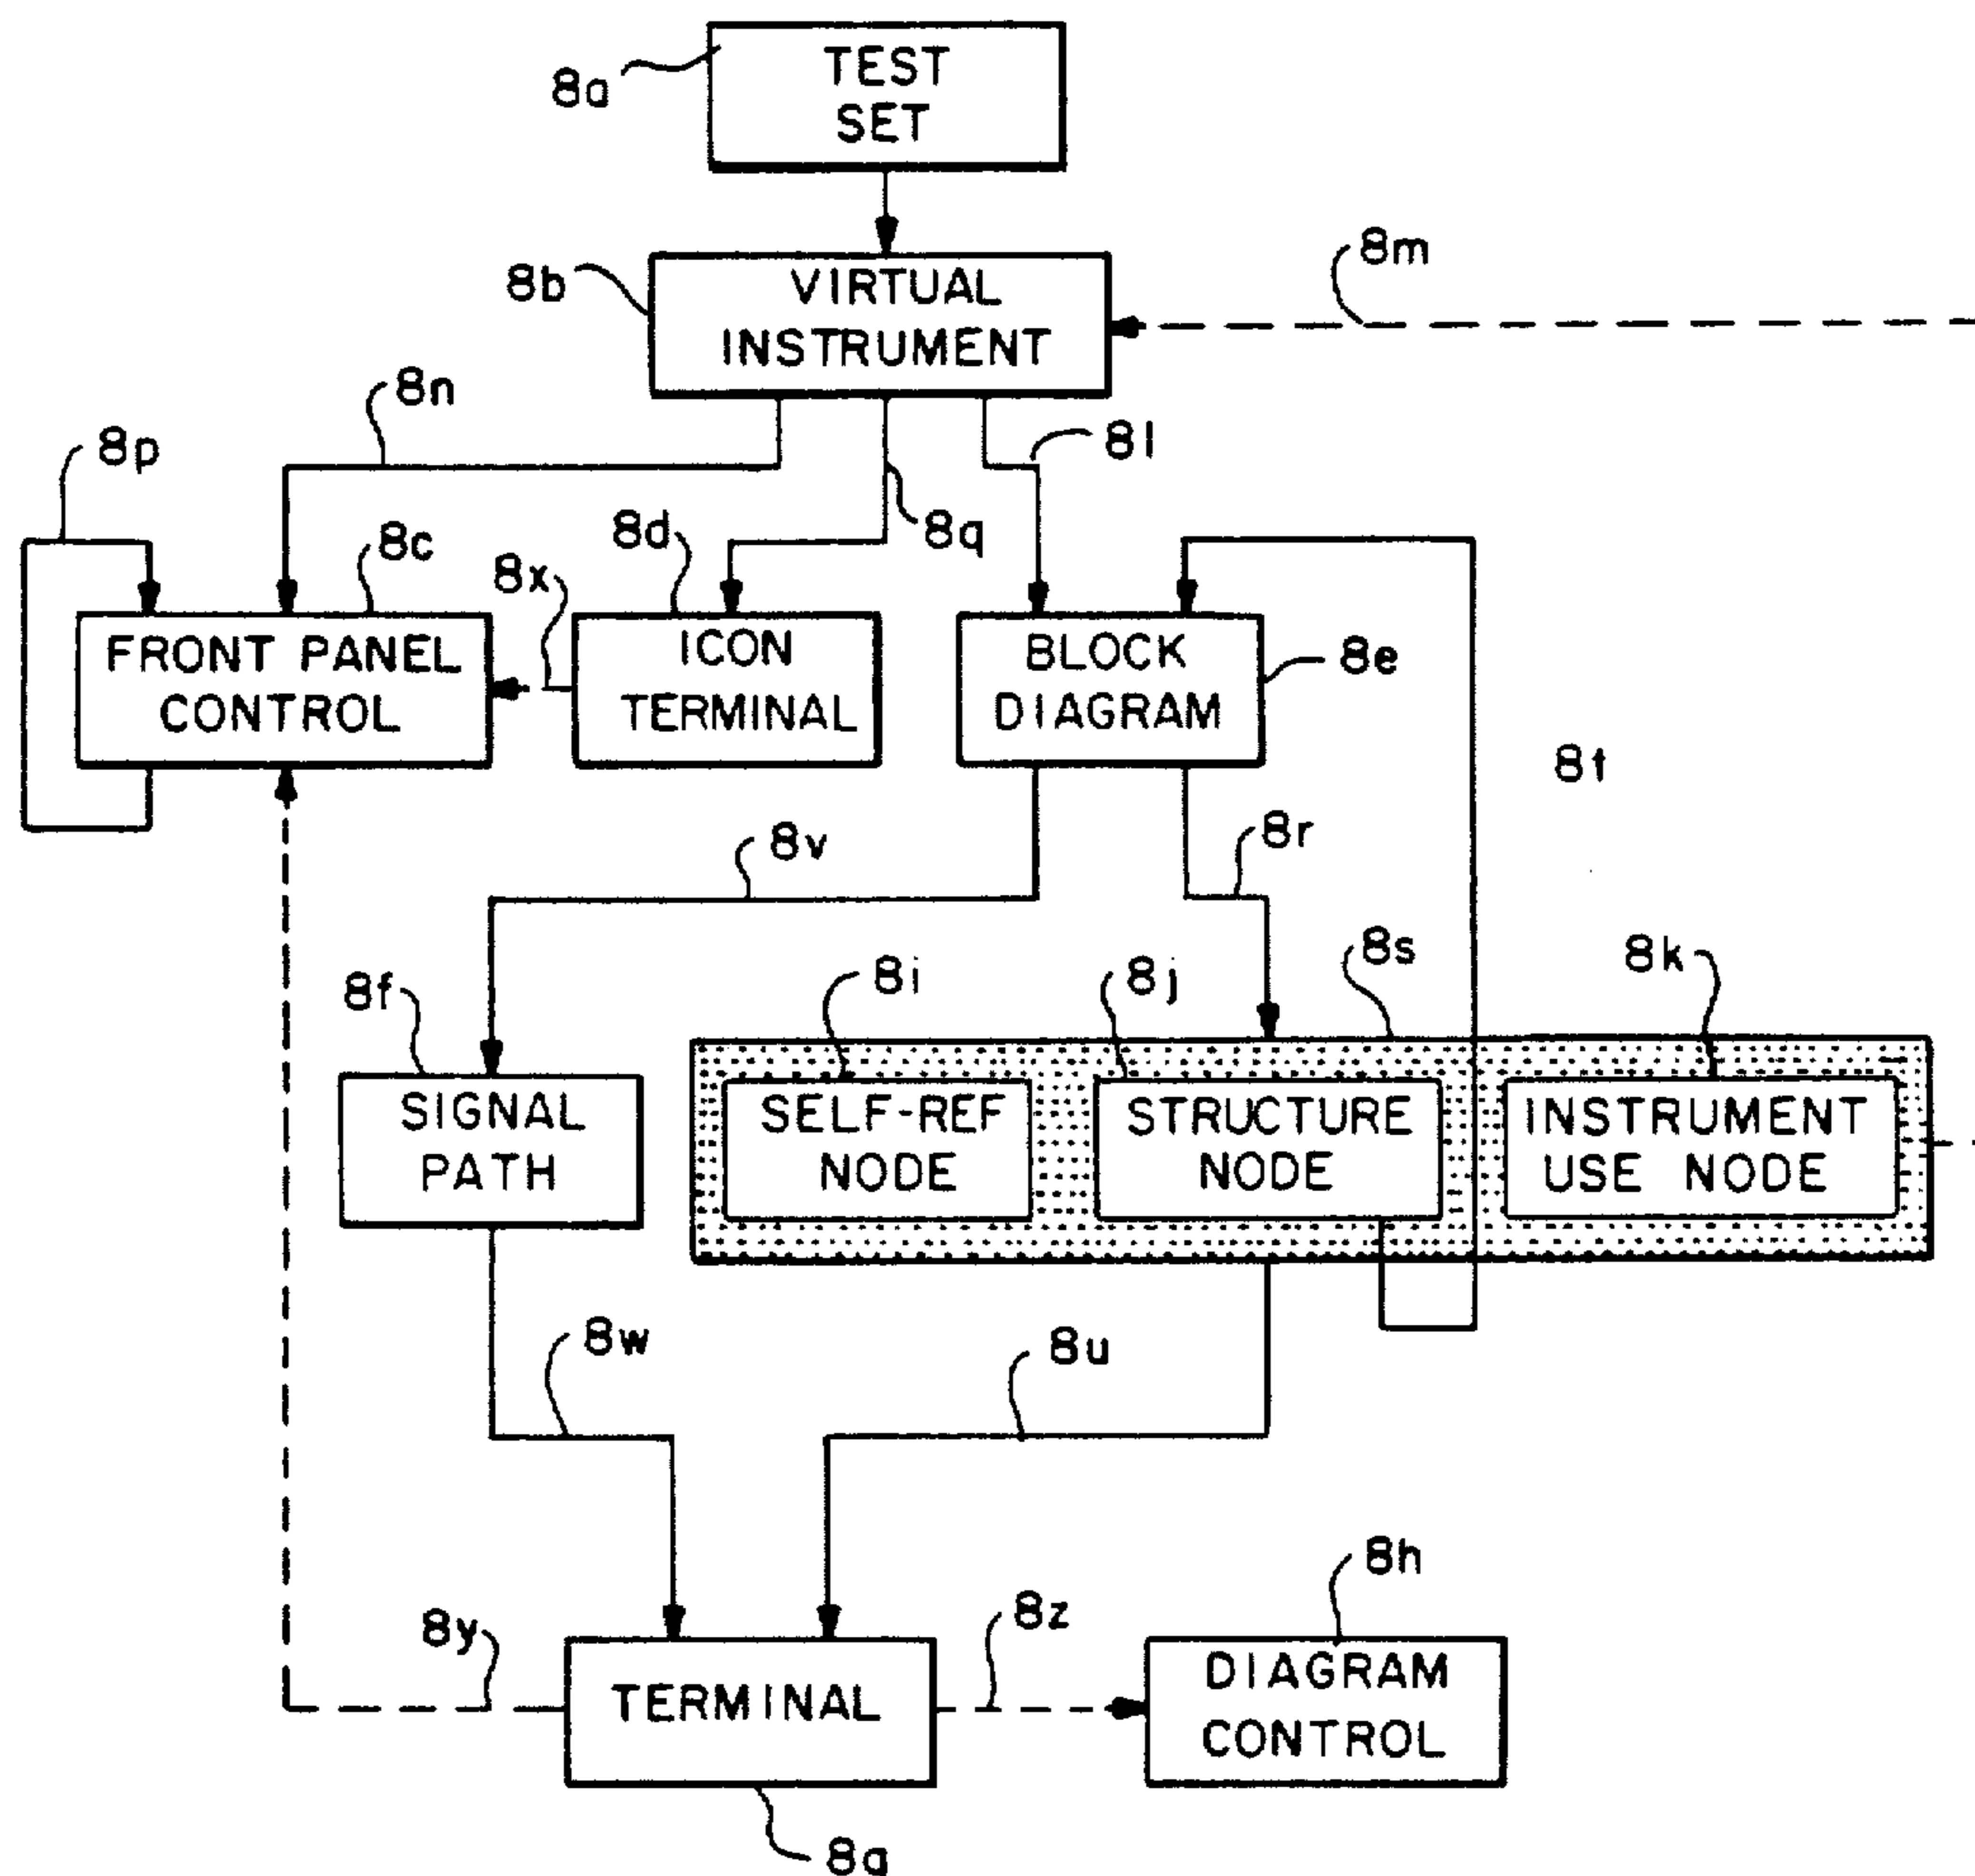 8a
TEST
SET
8b
VIRTUAL
INSTRUMENT
8m
8n
8l
8p
8q
8c
8d
8x
FRONT PANEL
CONTROL
ICON
TERMINAL
BLOCK
DIAGRAM
8e
8t
8v
8r
8f
8i
8j
8s
8k
SIGNAL
PATH
SELF-REF
NODE
STRUCTURE
NODE
INSTRUMENT
USE NODE
8w
8u
8h
8y
8z
TERMINAL
DIAGRAM
CONTROL
8g